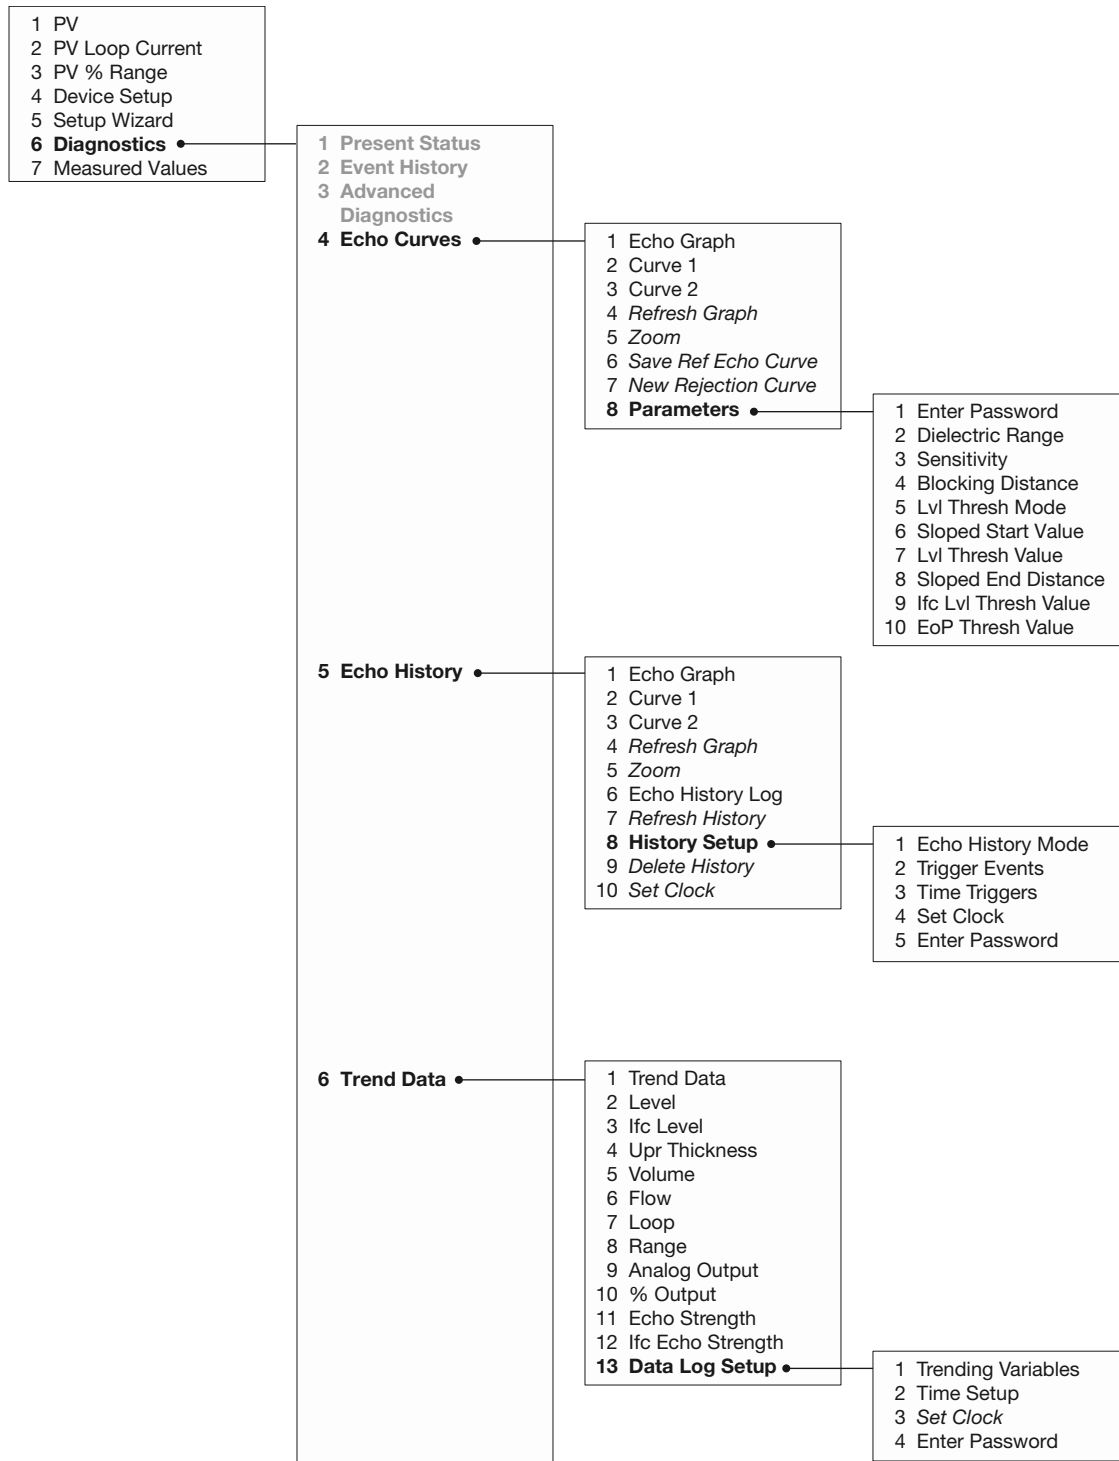 1 PV
2 PV Loop Current
3 PV % Range
4 Device Setup
5 Setup Wizard
6 Diagnostics
7 Measured Values
1 Present Status
2 Event History
3 Advanced
Diagnostics
4 Echo Curves
1 Echo Graph
2 Curve 1
3 Curve 2
4 Refresh Graph
5 Zoom
6 Save Ref Echo Curve
7 New Rejection Curve
8 Parameters
1 Enter Password
2 Dielectric Range
3 Sensitivity
4 Blocking Distance
5 Lvl Thresh Mode
6 Sloped Start Value
7 Lvl Thresh Value
8 Sloped End Distance
9 Ifc Lvl Thresh Value
10 EoP Thresh Value
5 Echo History
1 Echo Graph
2 Curve 1
3 Curve 2
4 Refresh Graph
5 Zoom
6 Echo History Log
7 Refresh History
8 History Setup
9 Delete History
10 Set Clock
1 Echo History Mode
2 Trigger Events
3 Time Triggers
4 Set Clock
5 Enter Password
6 Trend Data
1 Trend Data
2 Level
3 Ifc Level
4 Upr Thickness
5 Volume
6 Flow
7 Loop
8 Range
9 Analog Output
10 % Output
11 Echo Strength
12 Ifc Echo Strength
13 Data Log Setup
1 Trending Variables
2 Time Setup
3 Set Clock
4 Enter Password